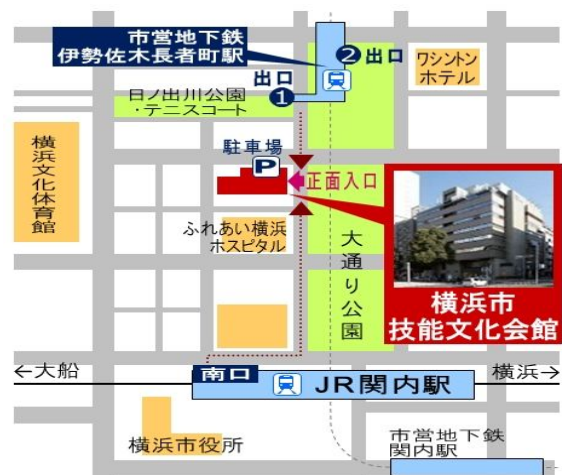 市営地下鉄
伊勢佐木長者町駅
❷出口
ワシントン
ホテル
出口
❶
日ノ出川公園
・テニスコート
横浜文化体育館
駐車場
P
正面入口
ふれあい横浜
ホスピタル
大通り公園
横浜市
技能文化会館
←大船
南口
JR関内駅
横浜→
横浜市役所
市営地下鉄
関内駅